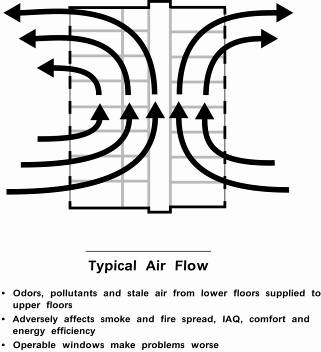 Typical Air Flow
• Odors, pollutants and stale air from lower floors supplied to
upper floors
• Adversely affects smoke and fire spread, IAQ, comfort and
energy efficiency
• Operable windows make problems worse